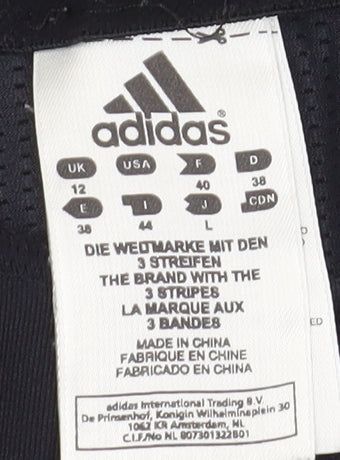 adidas®
UK USA F D
12 40 38
E I J CDN
38 44 L
DIE WELTMARKE MIT DEN
3 STREIFEN
THE BRAND WITH THE
3 STRIPES
LA MARQUE AUX
3 BANDES
MADE IN CHINA
FABRIQUE EN CHINE
FABRICADO EN CHINA
adidas International Trading B.V.
De Prinsenhof, Konigin Wilhelminaplein 30
1062 KR Amsterdam, NL
C.I.F./No NL 807301322B01
ED